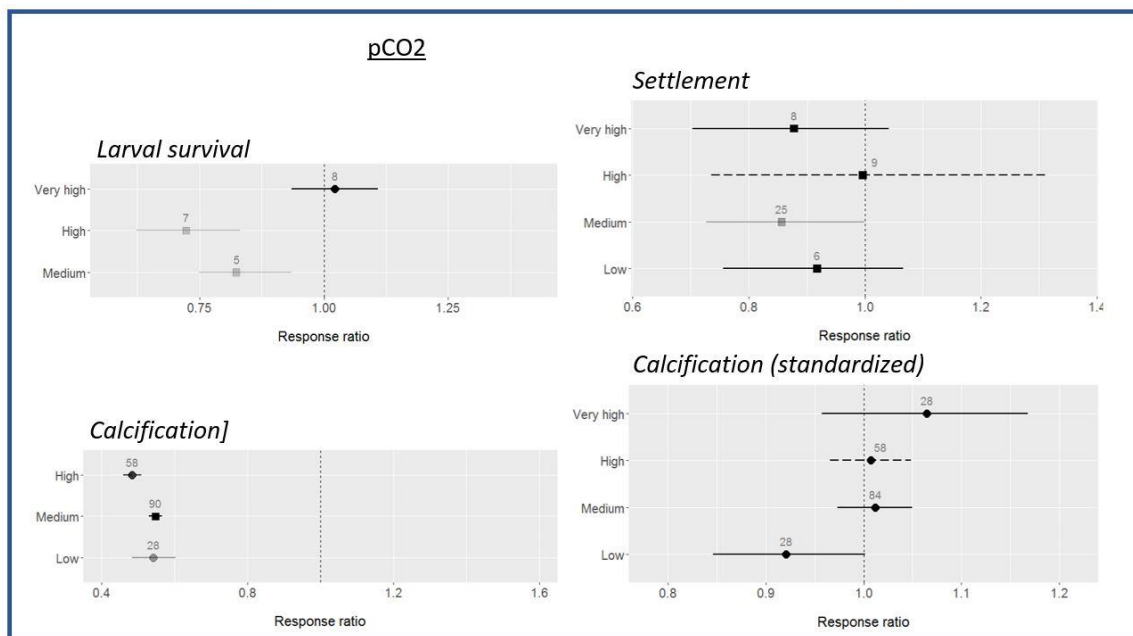 pCO2
Larval survival
Very high
8
High
7
Medium
5
0.75 1.00 1.25
Response ratio
Settlement
Very high
8
High
9
Medium
25
Low
6
0.6 0.8 1.0 1.2 1.4
Response ratio
Calcification]
High
58
Medium
90
Low
28
0.4 0.8 1.2 1.6
Response ratio
Calcification (standardized)
Very high
28
High
58
Medium
84
Low
28
0.8 0.9 1.0 1.1 1.2
Response ratio